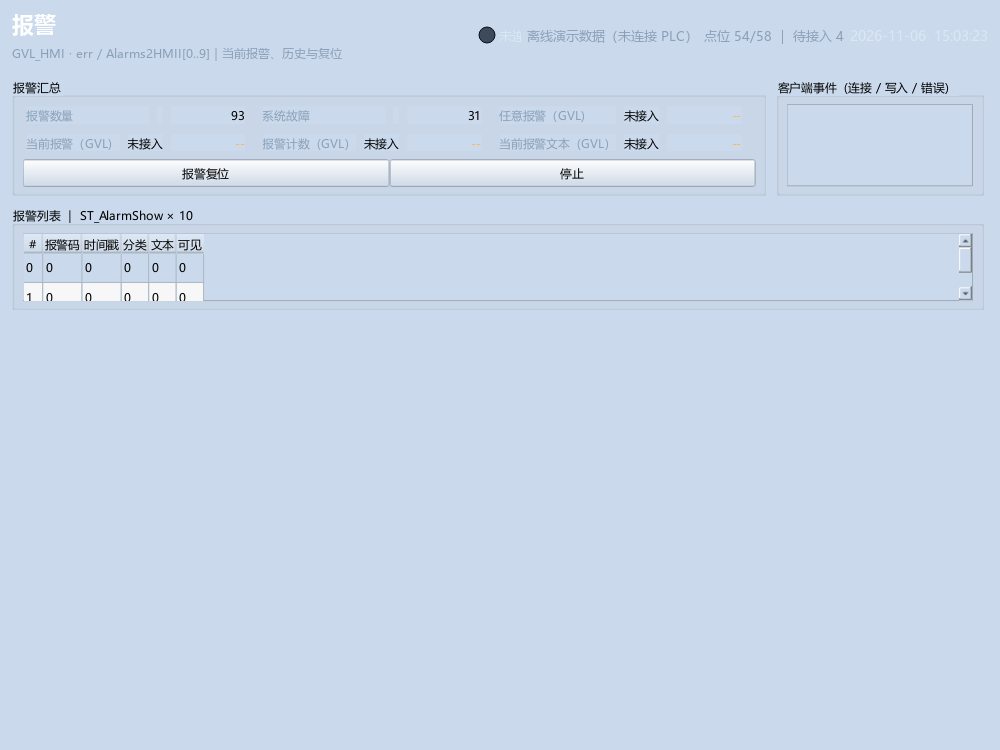 报警
GVL_HMI · err / Alarms2HMII[0..9] | 当前报警、历史与复位
离线演示数据（未连接 PLC） 点位 54/58 | 待接入 4 2026-11-06 15:03:23
报警汇总
报警数量 93 系统故障 31 任意报警（GVL） 未接入 --
当前报警（GVL） 未接入 -- 报警计数（GVL） 未接入 -- 当前报警文本（GVL） 未接入 --
报警复位 停止
客户端事件（连接 / 写入 / 错误）
报警列表 | ST_AlarmShow × 10
# 报警码 时间戳 分类 文本 可见
0 0 0 0 0 0
1 0 0 0 0 0